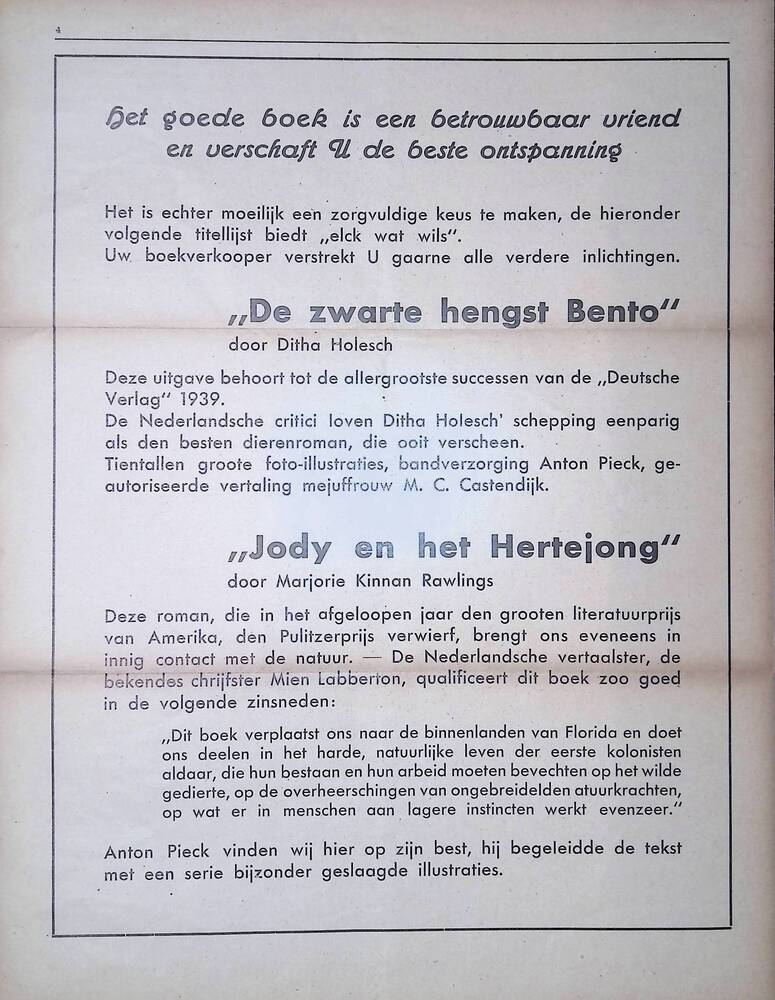 4
Het goede boek is een betrouwbaar vriend
en verschaft U de beste ontspanning
Het is echter moeilijk een zorgvuldige keus te maken, de hieronder
volgende titellijst biedt „elck wat wils”.
Uw boekverkooper verstrekt U gaarne alle verdere inlichtingen.
„De zwarte hengst Bento”
door Ditha Holesch
Deze uitgave behoort tot de allergrootste successen van de „Deutsche
Verlag” 1939.
De Nederlandsche critici loven Ditha Holesch' schepping eenparig
als den besten dierenroman, die ooit verscheen.
Tientallen groote foto-illustraties, bandverzorging Anton Pieck, ge-
autoriseerde vertaling mejuffrouw M. C. Castendijk.
„Jody en het Hertejong”
door Marjorie Kinnan Rawlings
Deze roman, die in het afgeloopen jaar den grooten literatuurprijs
van Amerika, den Pulitzerprijs verwierf, brengt ons eveneens in
innig contact met de natuur. — De Nederlandsche vertaalster, de
bekendes chrijfster Mien Labberton, qualificeert dit boek zoo goed
in de volgende zinsneden:
„Dit boek verplaatst ons naar de binnenlanden van Florida en doet
ons deelen in het harde, natuurlijke leven der eerste kolonisten
aldaar, die hun bestaan en hun arbeid moeten bevechten op het wilde
gedierte, op de overheerschingen van ongebreidelden atuurkrachten,
op wat er in menschen aan lagere instincten werkt evenzeer.”
Anton Pieck vinden wij hier op zijn best, hij begeleidde de tekst
met een serie bijzonder geslaagde illustraties.